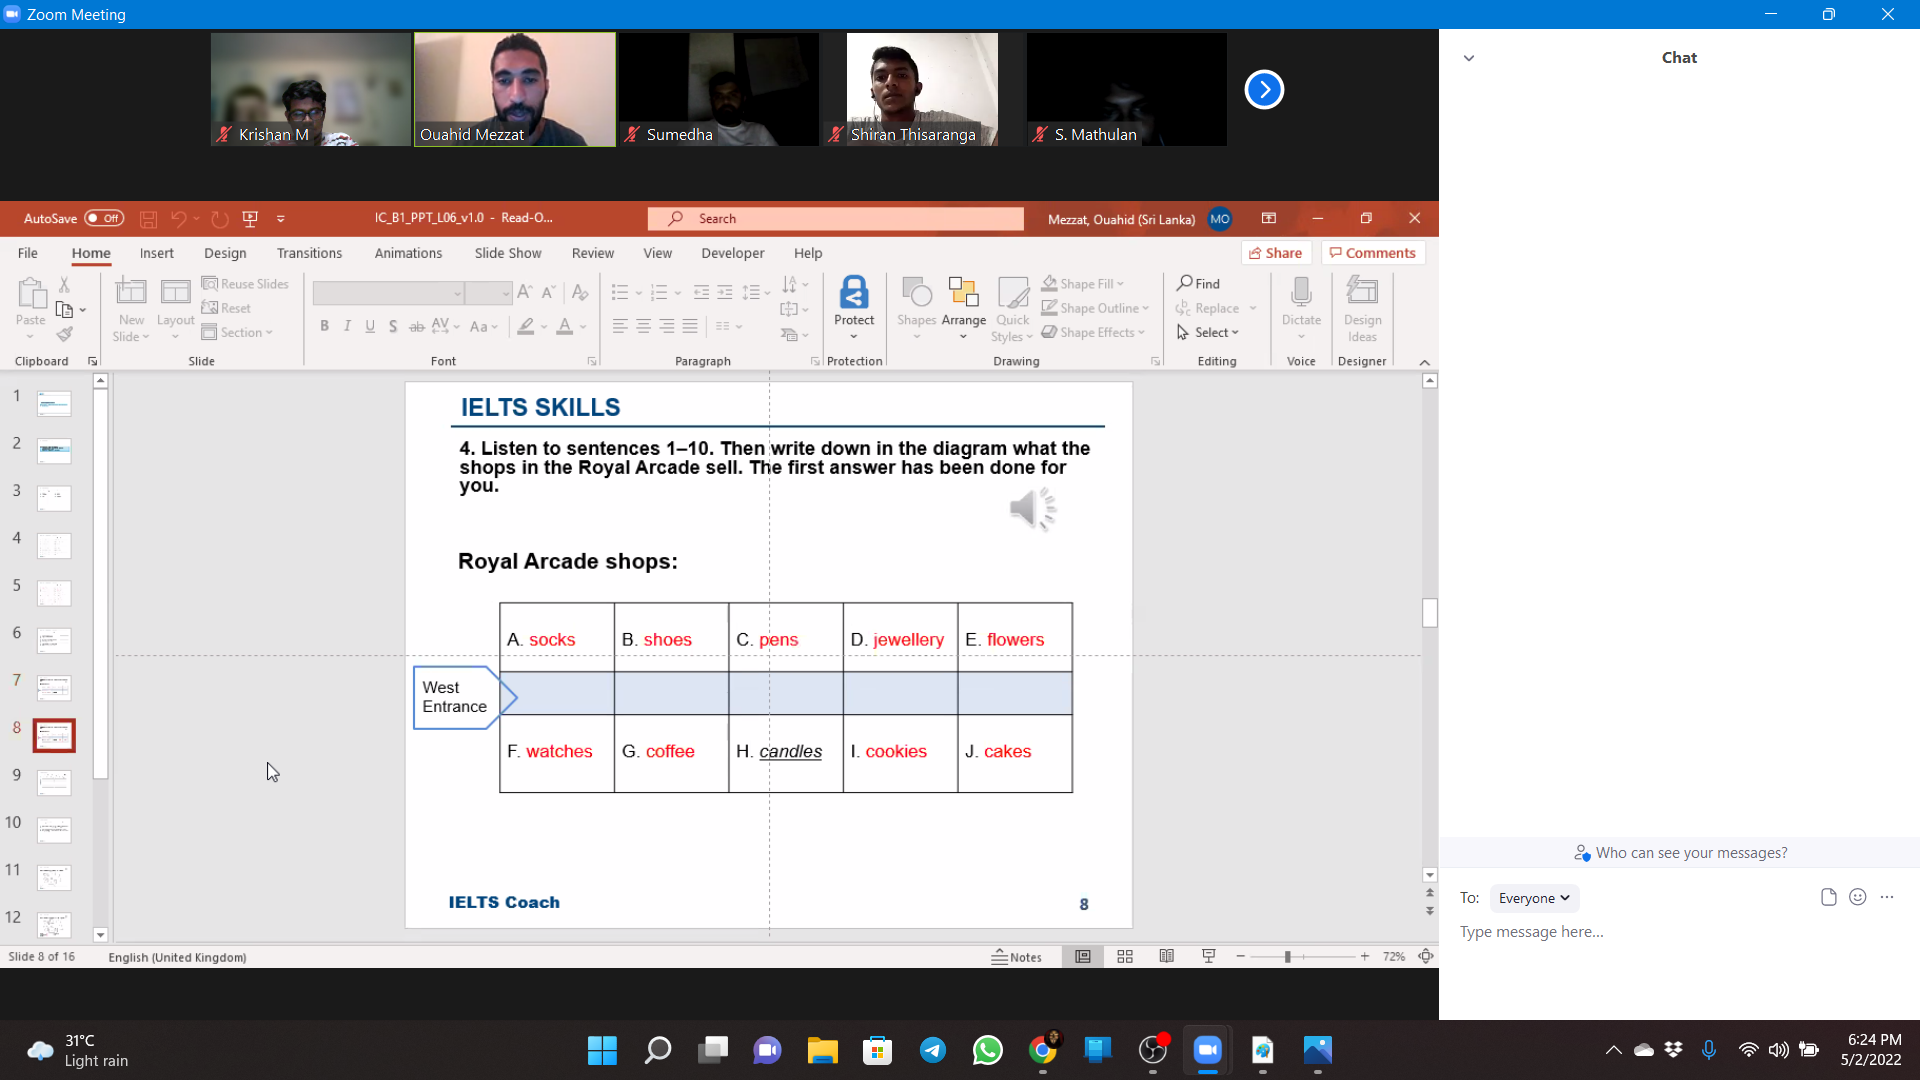 Zoom Meeting
Krishan M
Ouahid Mezzat
Sumedha
Shiran Thisaranga
S. Mathulan
Chat
AutoSave Off
IC_B1_PPT_L06_v1.0 - Read-O...
Search
Mezzat, Ouahid (Sri Lanka) MO
File Home Insert Design Transitions Animations Slide Show Review View Developer Help
Share Comments
Paste
New Slide
Layout
Reuse Slides
Reset
Section
Protect
Shapes
Arrange
Quick Styles
Shape Fill
Shape Outline
Shape Effects
Find
Replace
Select
Dictate
Design Ideas
Clipboard Slide Font Paragraph Protection Drawing Editing Voice Designer
1
2
3
4
5
6
7
8
9
10
11
12
IELTS SKILLS
4. Listen to sentences 1–10. Then write down in the diagram what the
shops in the Royal Arcade sell. The first answer has been done for
you.
Royal Arcade shops:
A. socks B. shoes C. pens D. jewellery E. flowers
West
Entrance
F. watches G. coffee H. candles I. cookies J. cakes
IELTS Coach 8
Slide 8 of 16 English (United Kingdom) Notes 72%
Who can see your messages?
To: Everyone
Type message here...
31°C
Light rain
6:24 PM
5/2/2022